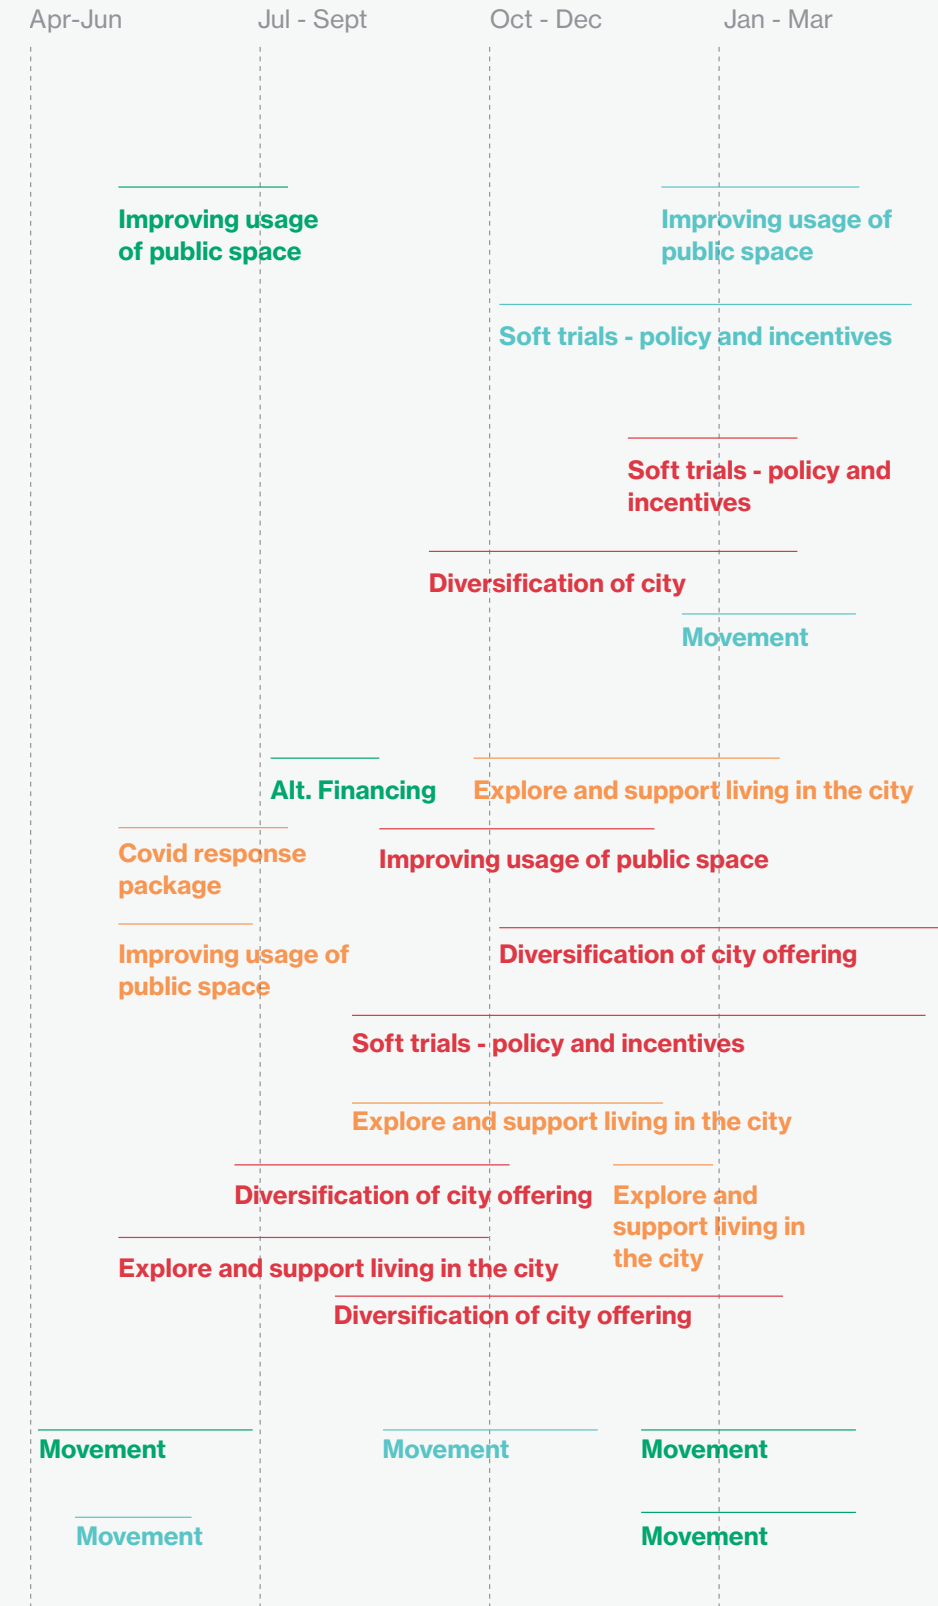 Apr-Jun
Jul - Sept
Oct - Dec
Jan - Mar
Improving usage
of public space
Improving usage of
public space
Soft trials - policy and incentives
Soft trials - policy and
incentives
Diversification of city
Movement
Alt. Financing
Explore and support living in the city
Covid response
package
Improving usage of public space
Improving usage of
public space
Diversification of city offering
Soft trials - policy and incentives
Explore and support living in the city
Diversification of city offering
Explore and
support living in
the city
Explore and support living in the city
Diversification of city offering
Movement
Movement
Movement
Movement
Movement